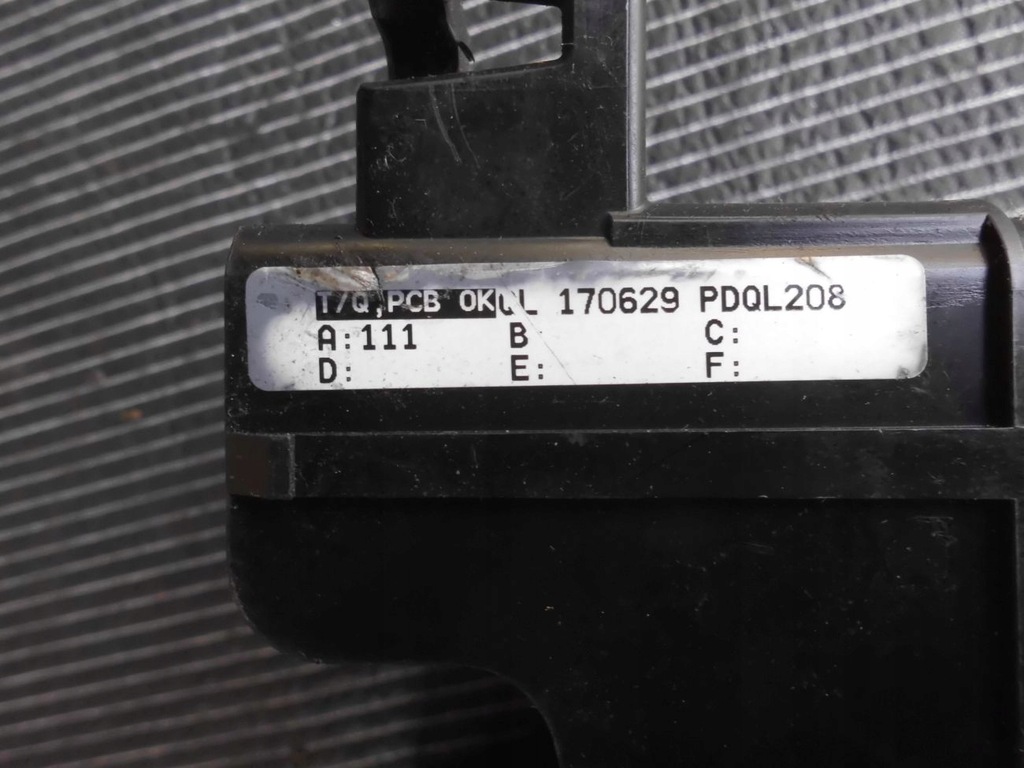 T/Q,PCB OK QL 170629 PDQL208
A:111 B C:
D: E: F: